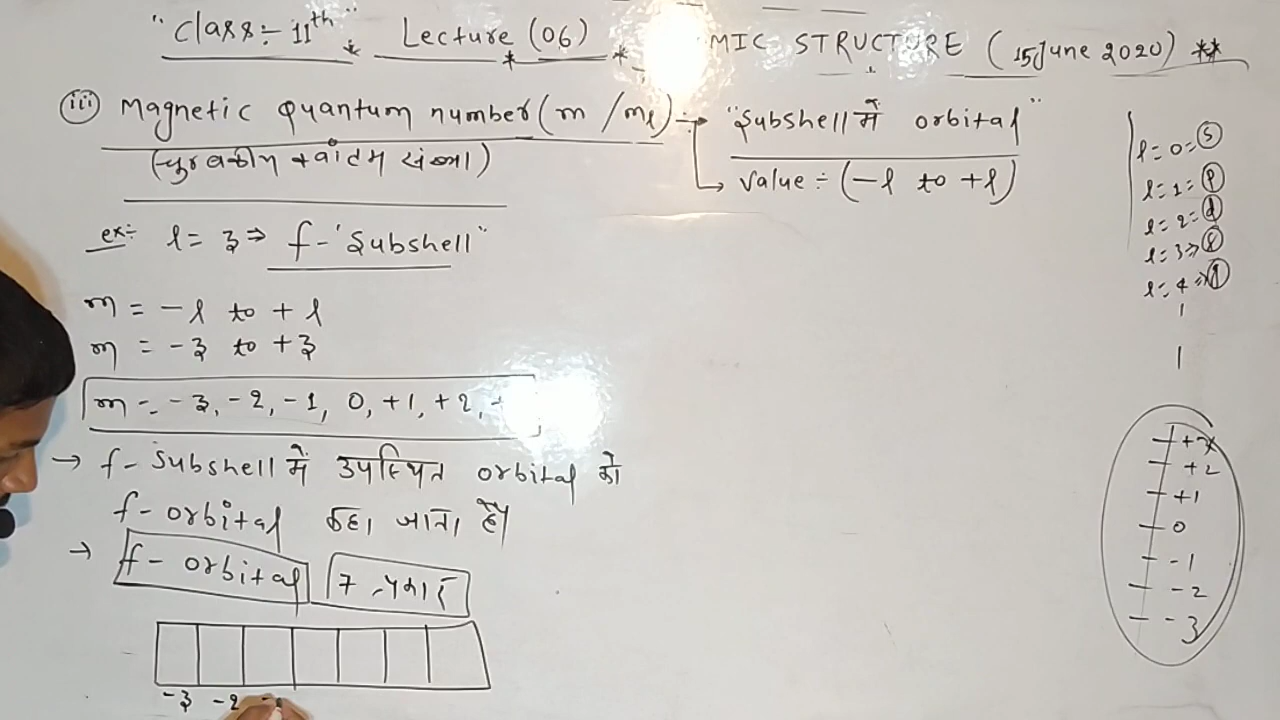 "Class:- 11th" * Lecture (06) * MIC STRUCTURE (15 June 2020) **
(iii) Magnetic Quantum number (m / ml) :-> "Subshell में orbital"
Value :- (-l to +l)
ex:- l = 3 => f - "Subshell"
m = -l to +l
m = -3 to +3
m = -3, -2, -1, 0, +1, +2,
-> f - Subshell में उपस्थित orbital को
f - orbital कहा जाता है।
-> f - orbital 7 -प्रकार
-3 -2
l = 0 = s
l = 1 = p
l = 2 = d
l = 3 =>
l = 4 =>
+2
+1
0
-1
-2
-3